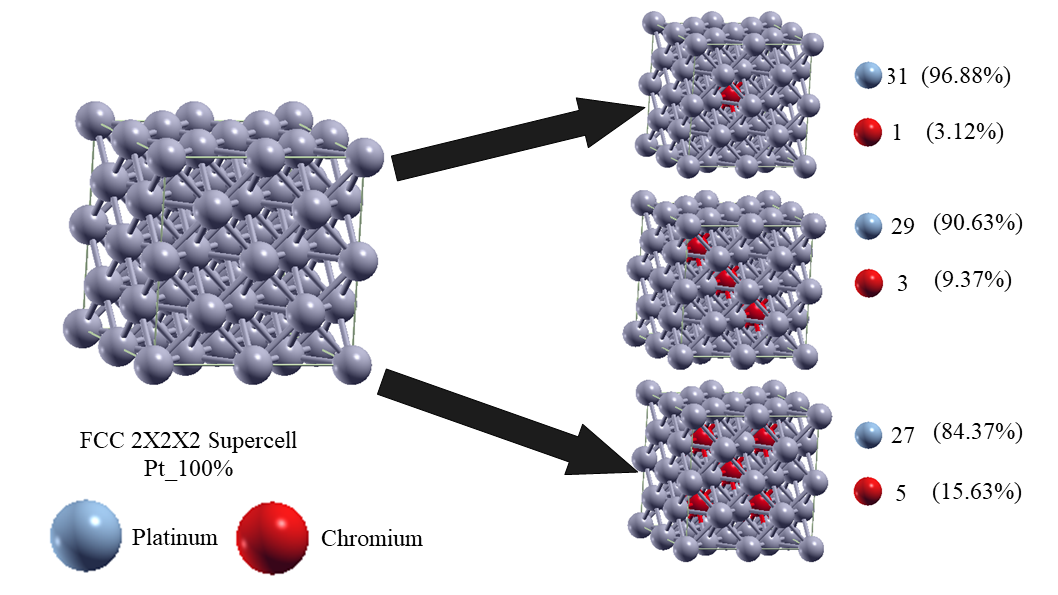 31 (96.88%)
1 (3.12%)
29 (90.63%)
3 (9.37%)
27 (84.37%)
5 (15.63%)
FCC 2X2X2 Supercell
Pt_100%
Platinum
Chromium